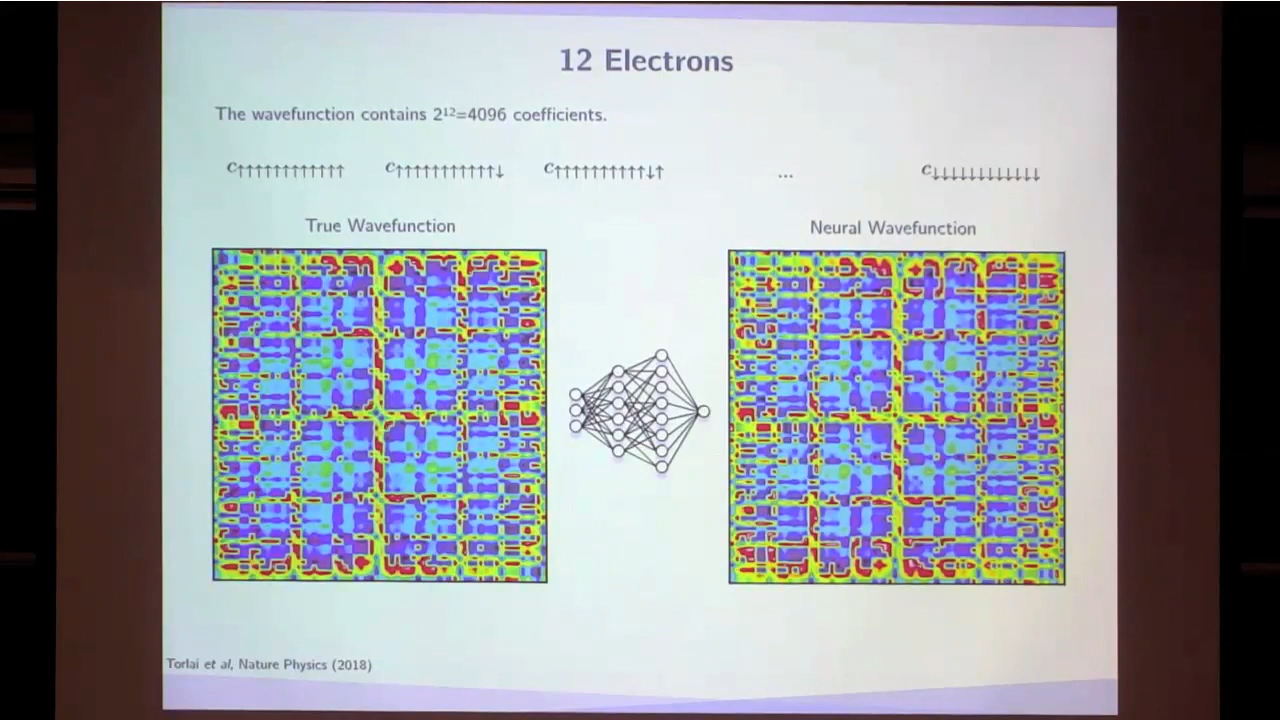 12 Electrons
The wavefunction contains 2¹²=4096 coefficients.
c↑↑↑↑↑↑↑↑↑↑↑↑ c↑↑↑↑↑↑↑↑↑↑↑↓ c↑↑↑↑↑↑↑↑↑↑↓↑ ... c↓↓↓↓↓↓↓↓↓↓↓↓
True Wavefunction
Neural Wavefunction
Torlai et al, Nature Physics (2018)